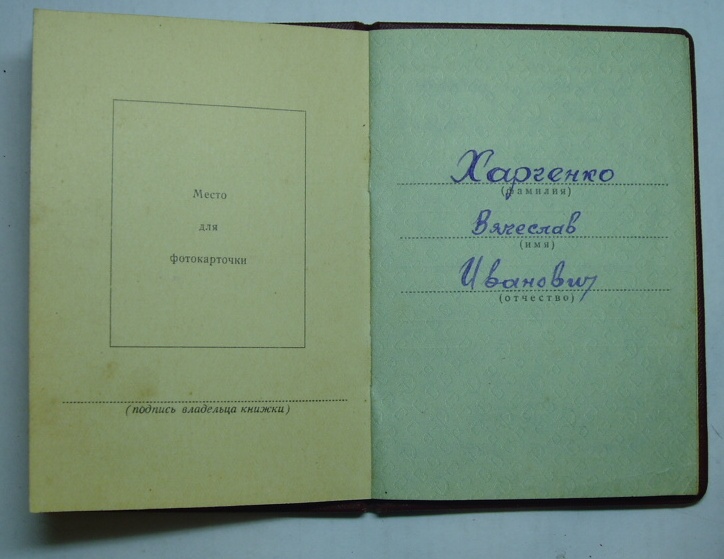 Место
для
фотокарточки
(подпись владельца книжки)
Харченко
(фамилия)
Вячеслав
(имя)
Иванович
(отчество)